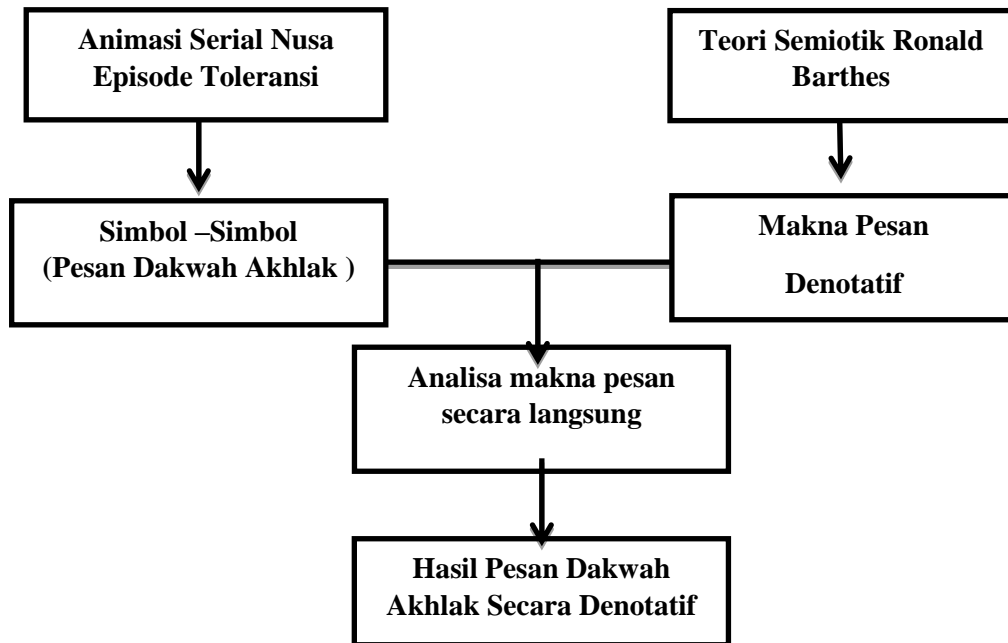 Animasi Serial Nusa
Episode Toleransi
Teori Semiotik Ronald
Barthes
Simbol –Simbol
(Pesan Dakwah Akhlak )
Makna Pesan
Denotatif
Analisa makna pesan
secara langsung
Hasil Pesan Dakwah
Akhlak Secara Denotatif